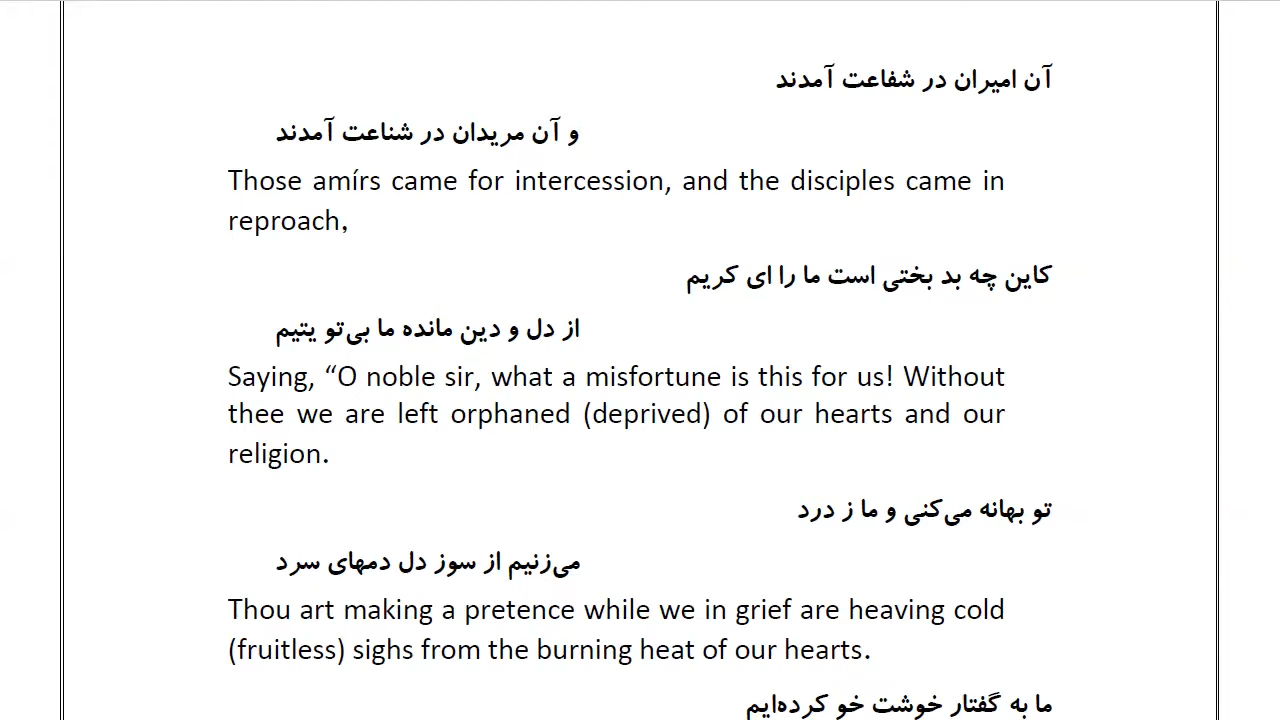 آن امیران در شفاعت آمدند
و آن مریدان در شناعت آمدند
Those amírs came for intercession, and the disciples came in
reproach,
کاین چه بد بختی است ما را ای کریم
از دل و دین مانده ما بی‌تو یتیم
Saying, “O noble sir, what a misfortune is this for us! Without
thee we are left orphaned (deprived) of our hearts and our
religion.
تو بهانه می‌کنی و ما ز درد
می‌زنیم از سوز دل دمهای سرد
Thou art making a pretence while we in grief are heaving cold
(fruitless) sighs from the burning heat of our hearts.
ما به گفتار خوشت خو کرده‌ایم